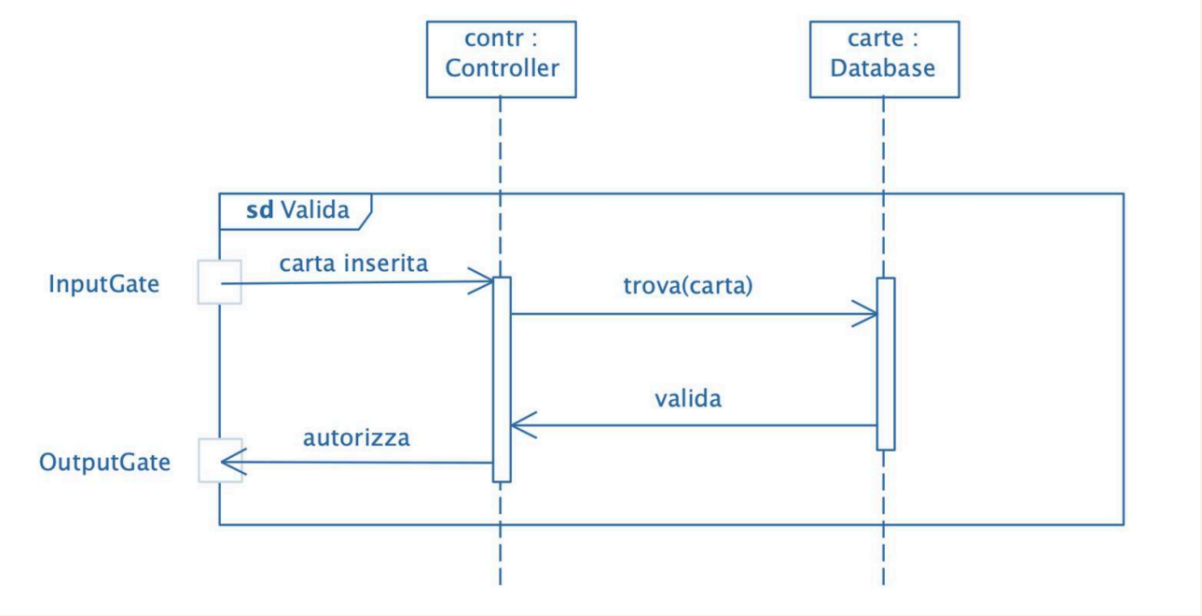 contr :
Controller
carte :
Database
sd Valida
InputGate
carta inserita
trova(carta)
valida
autorizza
OutputGate